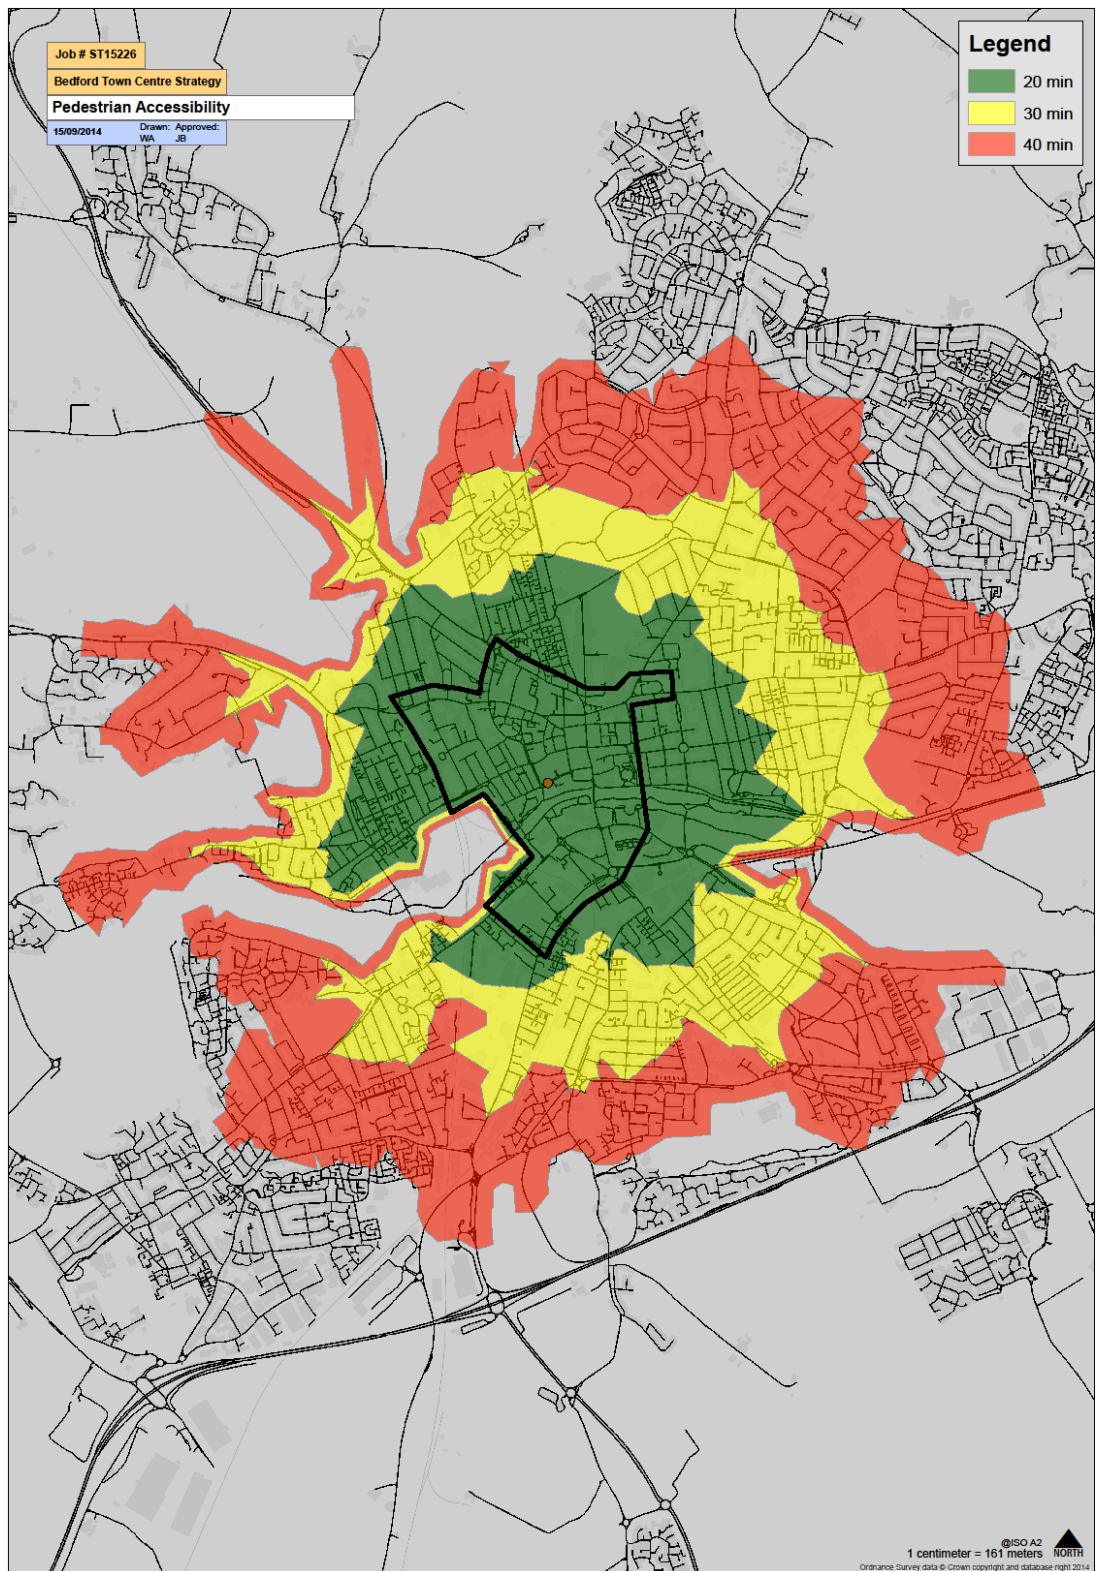 Job # ST15226
Bedford Town Centre Strategy
Pedestrian Accessibility
15/09/2014 Drawn: Approved:
WA JB
Legend
20 min
30 min
40 min
@ISO A2
1 centimeter = 161 meters
NORTH
Ordnance Survey data © Crown copyright and database right 2014